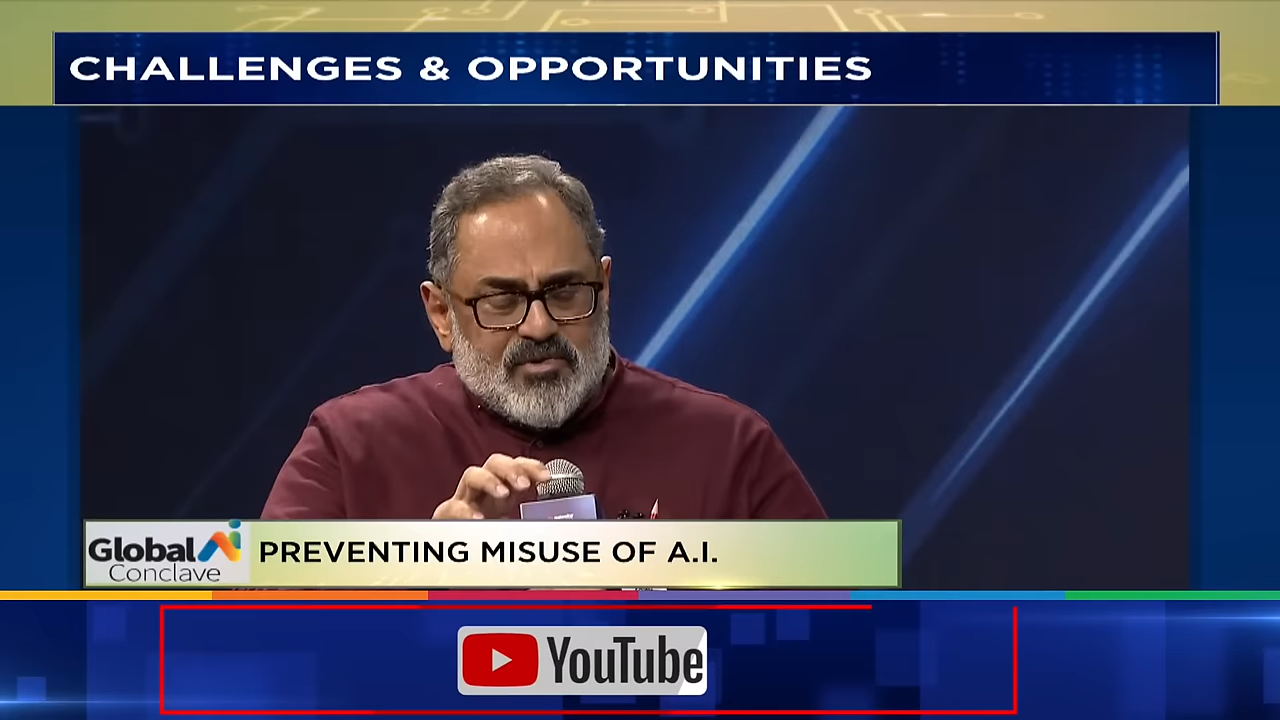 CHALLENGES & OPPORTUNITIES
Global
Conclave
PREVENTING MISUSE OF A.I.
YouTube